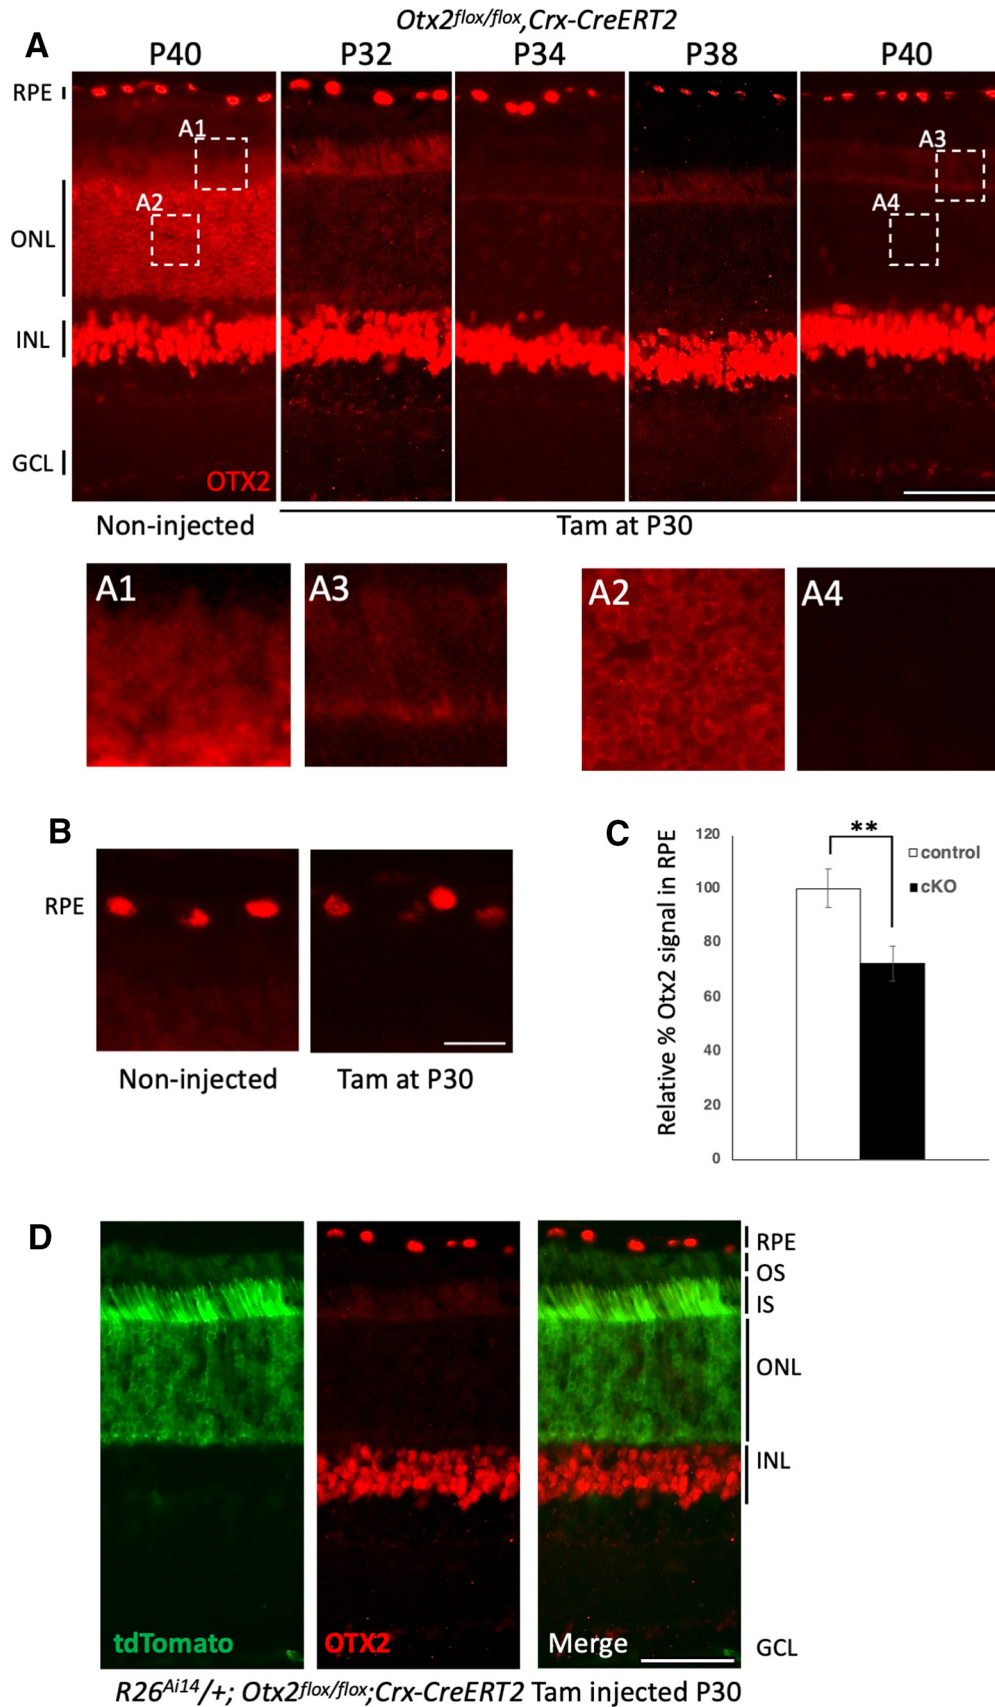 Otx2flox/flox,Crx-CreERT2
A
P40 P32 P34 P38 P40
RPE
A1
A3
A2
A4
ONL
INL
GCL
OTX2
Non-injected
Tam at P30
A1 A3 A2 A4
B
RPE
Non-injected
Tam at P30
C
Relative % Otx2 signal in RPE
120
100
80
60
40
20
0
**
control
cKO
D
RPE
OS
IS
ONL
INL
GCL
tdTomato
OTX2
Merge
R26Ai14/+; Otx2flox/flox;Crx-CreERT2 Tam injected P30